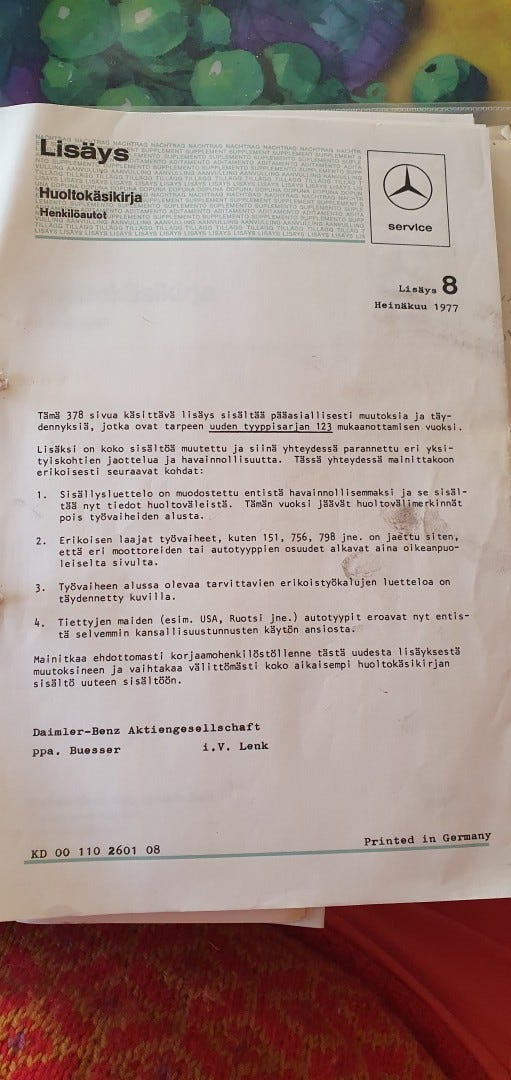 Lisäys
Huoltokäsikirja
Henkilöautot
service
Lisäys 8
Heinäkuu 1977
Tämä 378 sivua käsittävä lisäys sisältää pääasiallisesti muutoksia ja täy-
dennyksiä, jotka ovat tarpeen uuden tyyppisarjan 123 mukaanottamisen vuoksi.
Lisäksi on koko sisältöä muutettu ja siinä yhteydessä parannettu eri yksi-
tyiskohtien jaottelua ja havainnollisuutta. Tässä yhteydessä mainittakoon
erikoisesti seuraavat kohdat:
1. Sisällysluettelo on muodostettu entistä havainnollisemmaksi ja se sisäl-
tää nyt tiedot huoltoväleistä. Tämän vuoksi jäävät huoltovälimerkinnät
pois työvaiheiden alusta.
2. Erikoisen laajat työvaiheet, kuten 151, 756, 798 jne. on jaettu siten,
että eri moottoreiden tai autotyyppien osuudet alkavat aina oikeanpuo-
leiselta sivulta.
3. Työvaiheen alussa olevaa tarvittavien erikoistyökalujen luetteloa on
täydennetty kuvilla.
4. Tiettyjen maiden (esim. USA, Ruotsi jne.) autotyypit eroavat nyt entis-
tä selvemmin kansallisuustunnusten käytön ansiosta.
Mainitkaa ehdottomasti korjaamohenkilöstöllenne tästä uudesta lisäyksestä
muutoksineen ja vaihtakaa välittömästi koko aikaisempi huoltokäsikirjan
sisältö uuteen sisältöön.
Daimler-Benz Aktiengesellschaft
ppa. Buesser i.V. Lenk
KD 00 110 2601 08
Printed in Germany